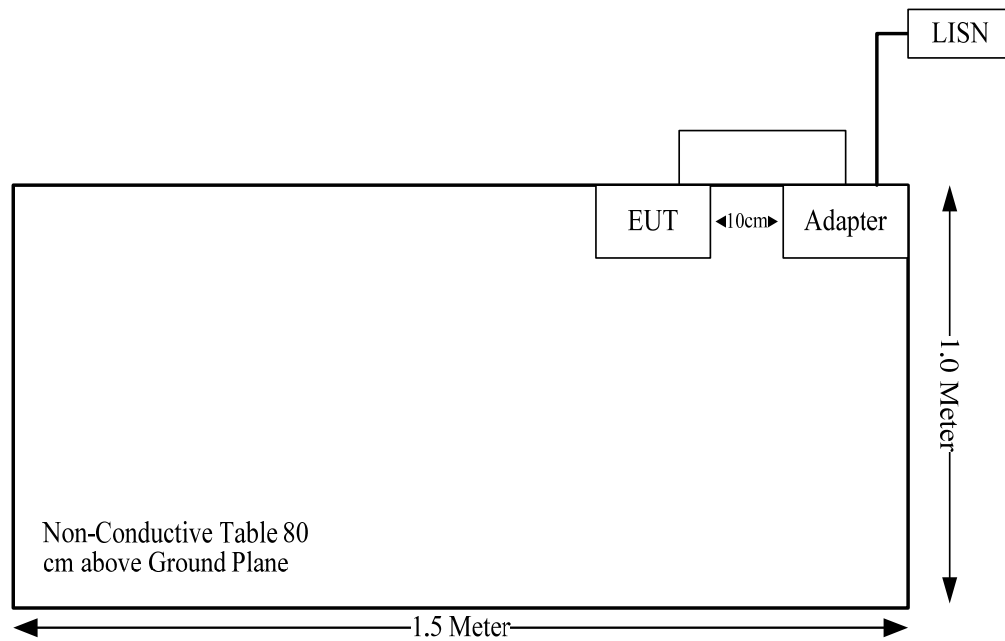 LISN
EUT
10cm
Adapter
1.0 Meter
Non-Conductive Table 80
cm above Ground Plane
1.5 Meter